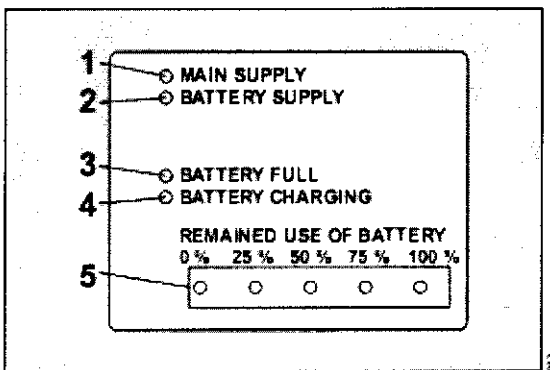 1 MAIN SUPPLY
2 BATTERY SUPPLY
3 BATTERY FULL
4 BATTERY CHARGING
REMAINED USE OF BATTERY
0 % 25 % 50 % 75 % 100 %
5